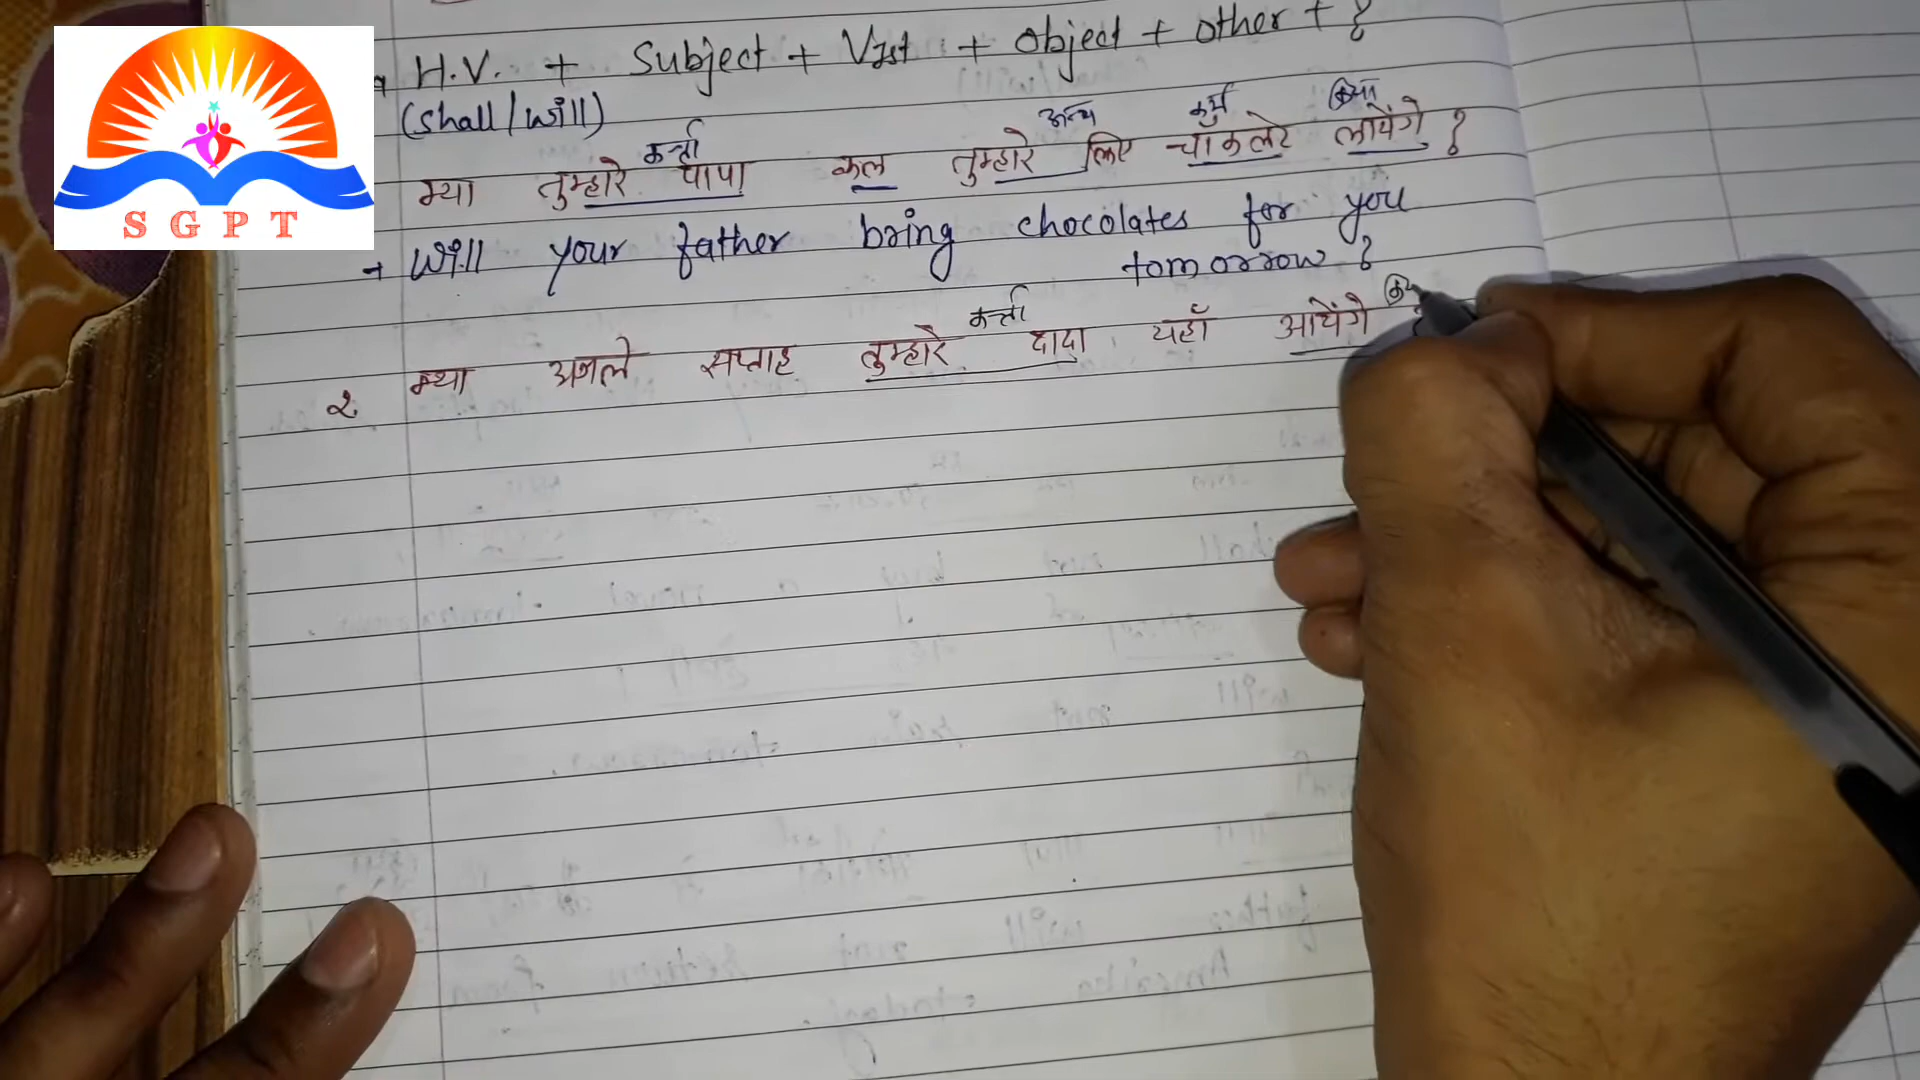 SGPT
H.V. + Subject + V1st + Object + Other + ?
(Shall/will)
कर्त्ता अन्य कर्म क्रिया
क्या तुम्हारे पापा कल तुम्हारे लिए चाकलेट लायेंगे ?
→ Will your father bring chocolates for you
tomorrow ?
कर्त्ता
२. क्या अगले सप्ताह तुम्हारे दादा यहाँ आयेंगे ?